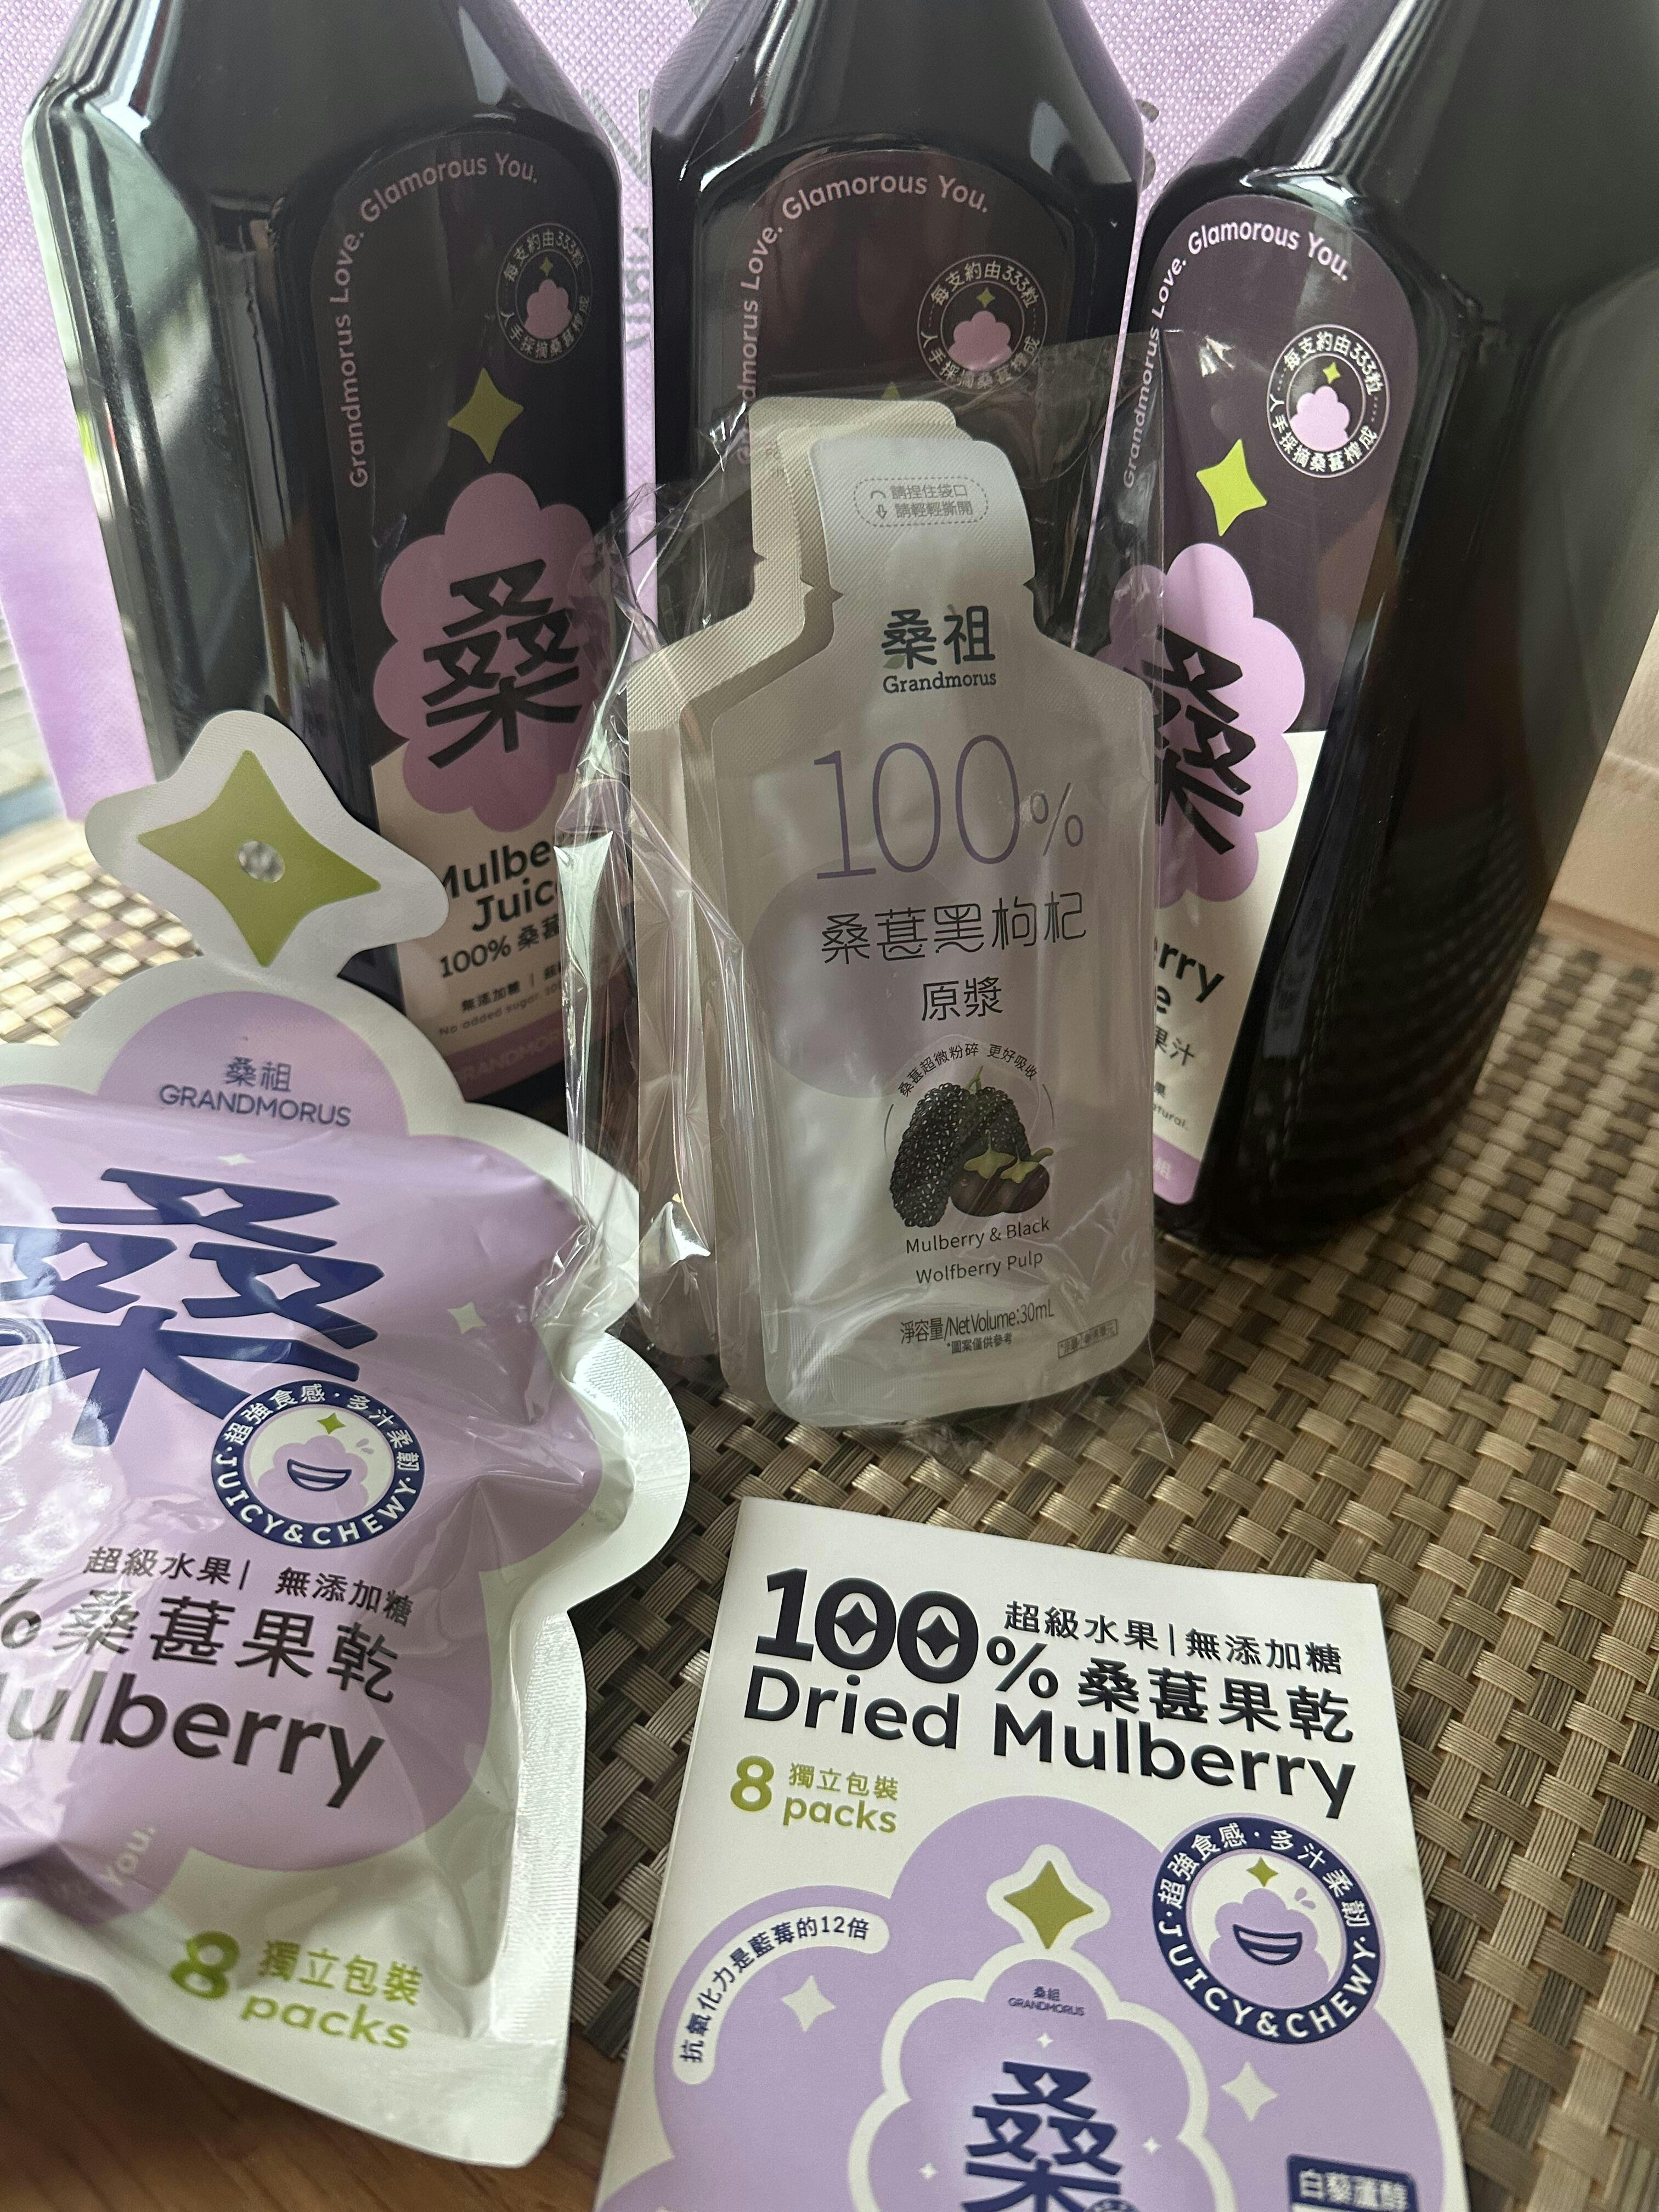 Grandmorus Love. Glamorous You.
每支約由333粒
人手採摘桑葚榨成
桑
Juice
100% 桑
無添加糖 |
No added sugar.
Glamorous You.
每支約由333粒
人手採摘桑葚榨成
Grandmorus Love. Glamorous You.
每支約由333粒
人手採摘桑葚榨成
桑
果汁
請捏住袋口
請輕輕撕開
桑祖
Grandmorus
100%
桑葚黑枸杞
原漿
桑葚超微粉碎 更好吸收
Mulberry & Black
Wolfberry Pulp
淨容量/Net Volume:30mL
*圖案僅供參考
桑祖
GRANDMORUS
桑
超強食感·多汁柔韌
JUICY&CHEWY
超級水果| 無添加糖
% 桑葚果乾
ulberry
You.
8 獨立包裝
packs
100% 超級水果|無添加糖
桑葚果乾
Dried Mulberry
8 獨立包裝
packs
超強食感·多汁柔韌
JUICY&CHEWY
抗氧化力是藍莓的12倍
桑祖
GRANDMORUS
桑
白藜蘆醇